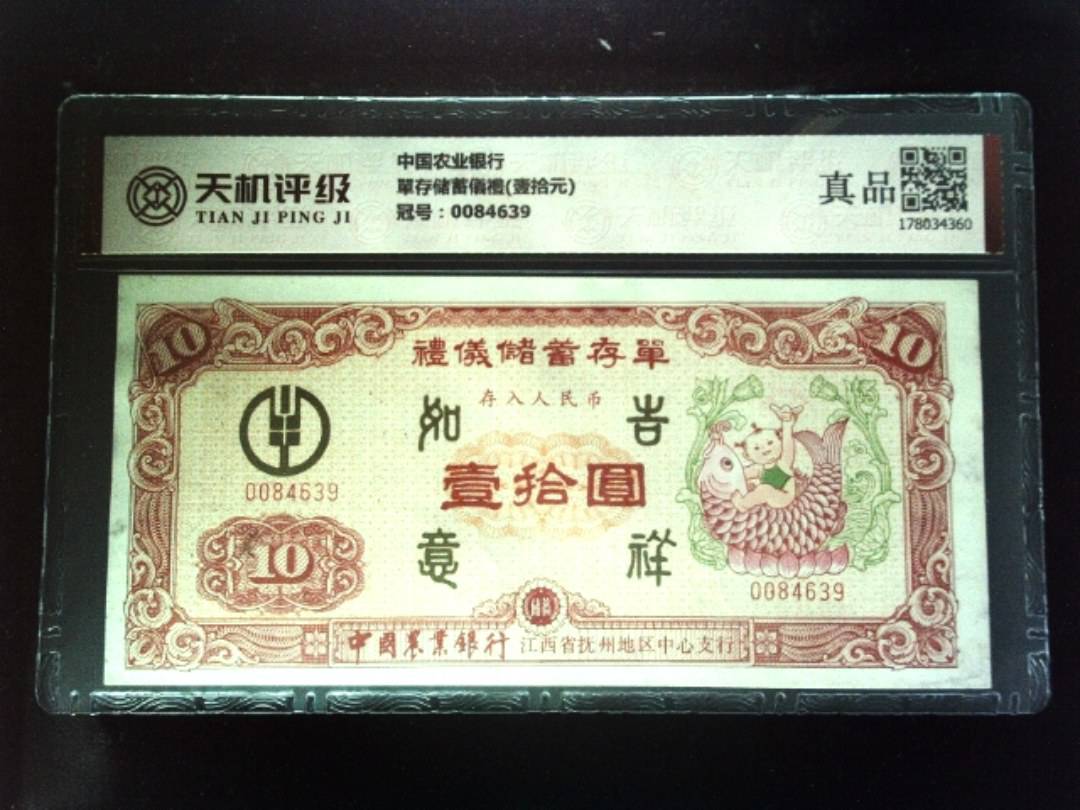 天机评级
TIAN JI PING JI
中国农业银行
單存储蓄儀禮(壹拾元)
冠号：0084639
真品
178034360
10
10
禮儀儲蓄存單
存入人民币
如
吉
壹拾圓
意
祥
0084639
10
0084639
中國農業銀行 江西省抚州地区中心支行